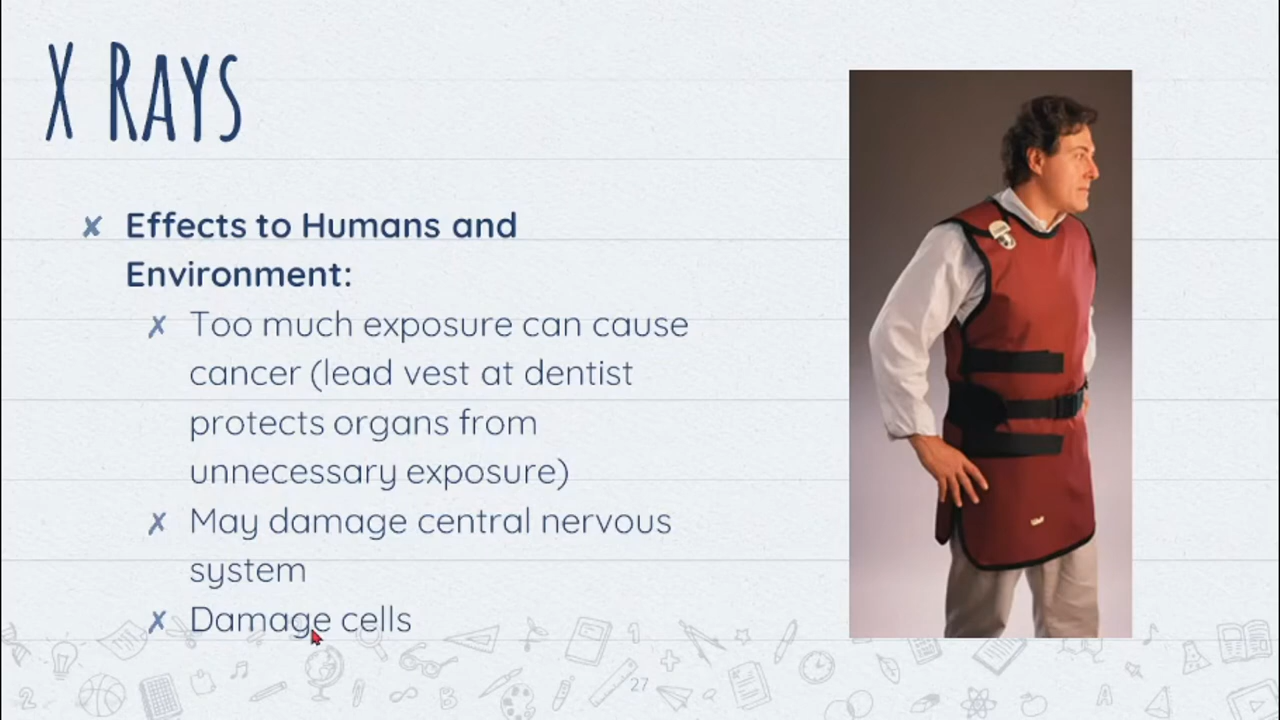 X RAYS
Effects to Humans and
Environment:
Too much exposure can cause
cancer (lead vest at dentist
protects organs from
unnecessary exposure)
May damage central nervous
system
Damage cells
27